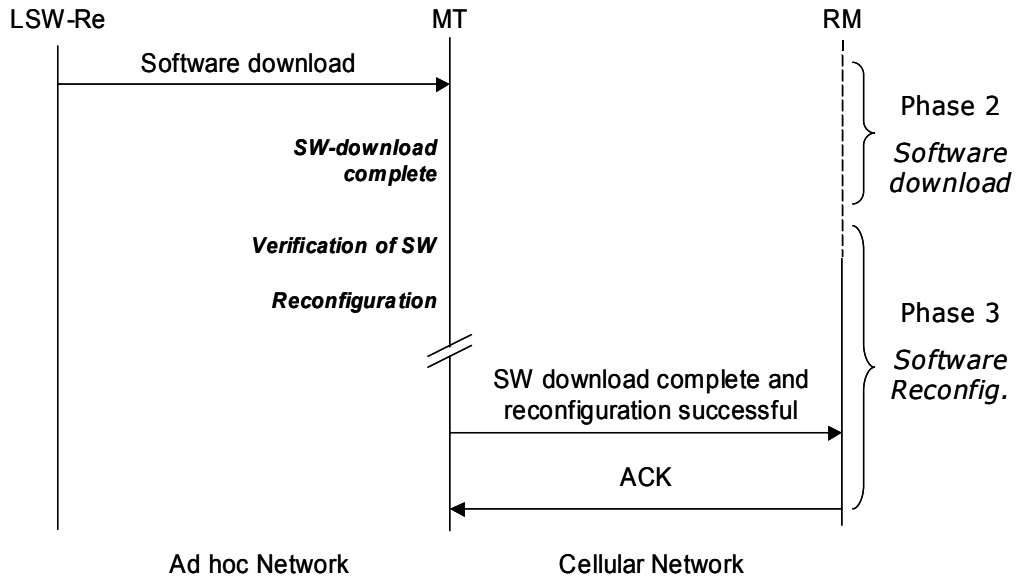 LSW-Re
MT
RM
Software download
Phase 2
Software
download
SW-download
complete
Verification of SW
Reconfiguration
Phase 3
Software
Reconfig.
SW download complete and
reconfiguration successful
ACK
Ad hoc Network
Cellular Network